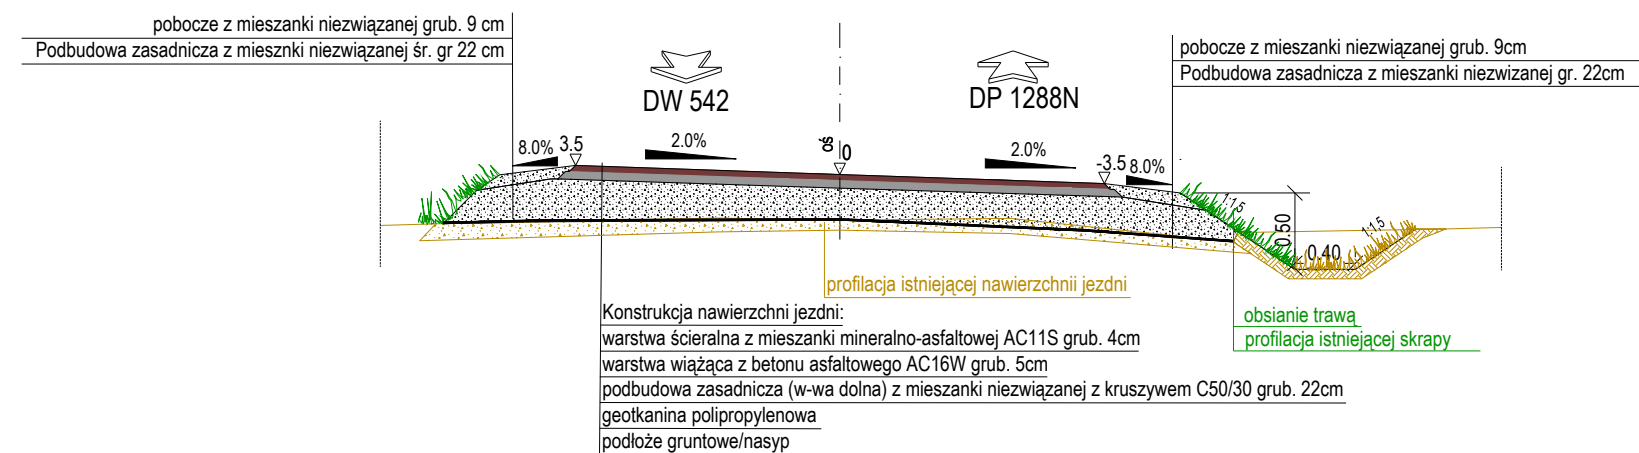 pobocze z mieszanki niezwiązanej grub. 9 cm
Podbudowa zasadnicza z miesznki niezwiązanej śr. gr 22 cm
pobocze z mieszanki niezwiązanej grub. 9cm
Podbudowa zasadnicza z mieszanki niezwizanej gr. 22cm
DW 542
DP 1288N
8.0%
3.5
2.0%
oś
0
2.0%
-3.5
8.0%
1:1.5
0.50
0.40
1:1.5
profilacja istniejącej nawierzchnii jezdni
Konstrukcja nawierzchni jezdni:
warstwa ścieralna z mieszanki mineralno-asfaltowej AC11S grub. 4cm
warstwa wiążąca z betonu asfaltowego AC16W grub. 5cm
podbudowa zasadnicza (w-wa dolna) z mieszanki niezwiązanej z kruszywem C50/30 grub. 22cm
geotkanina polipropylenowa
podłoże gruntowe/nasyp
obsianie trawą
profilacja istniejącej skrapy